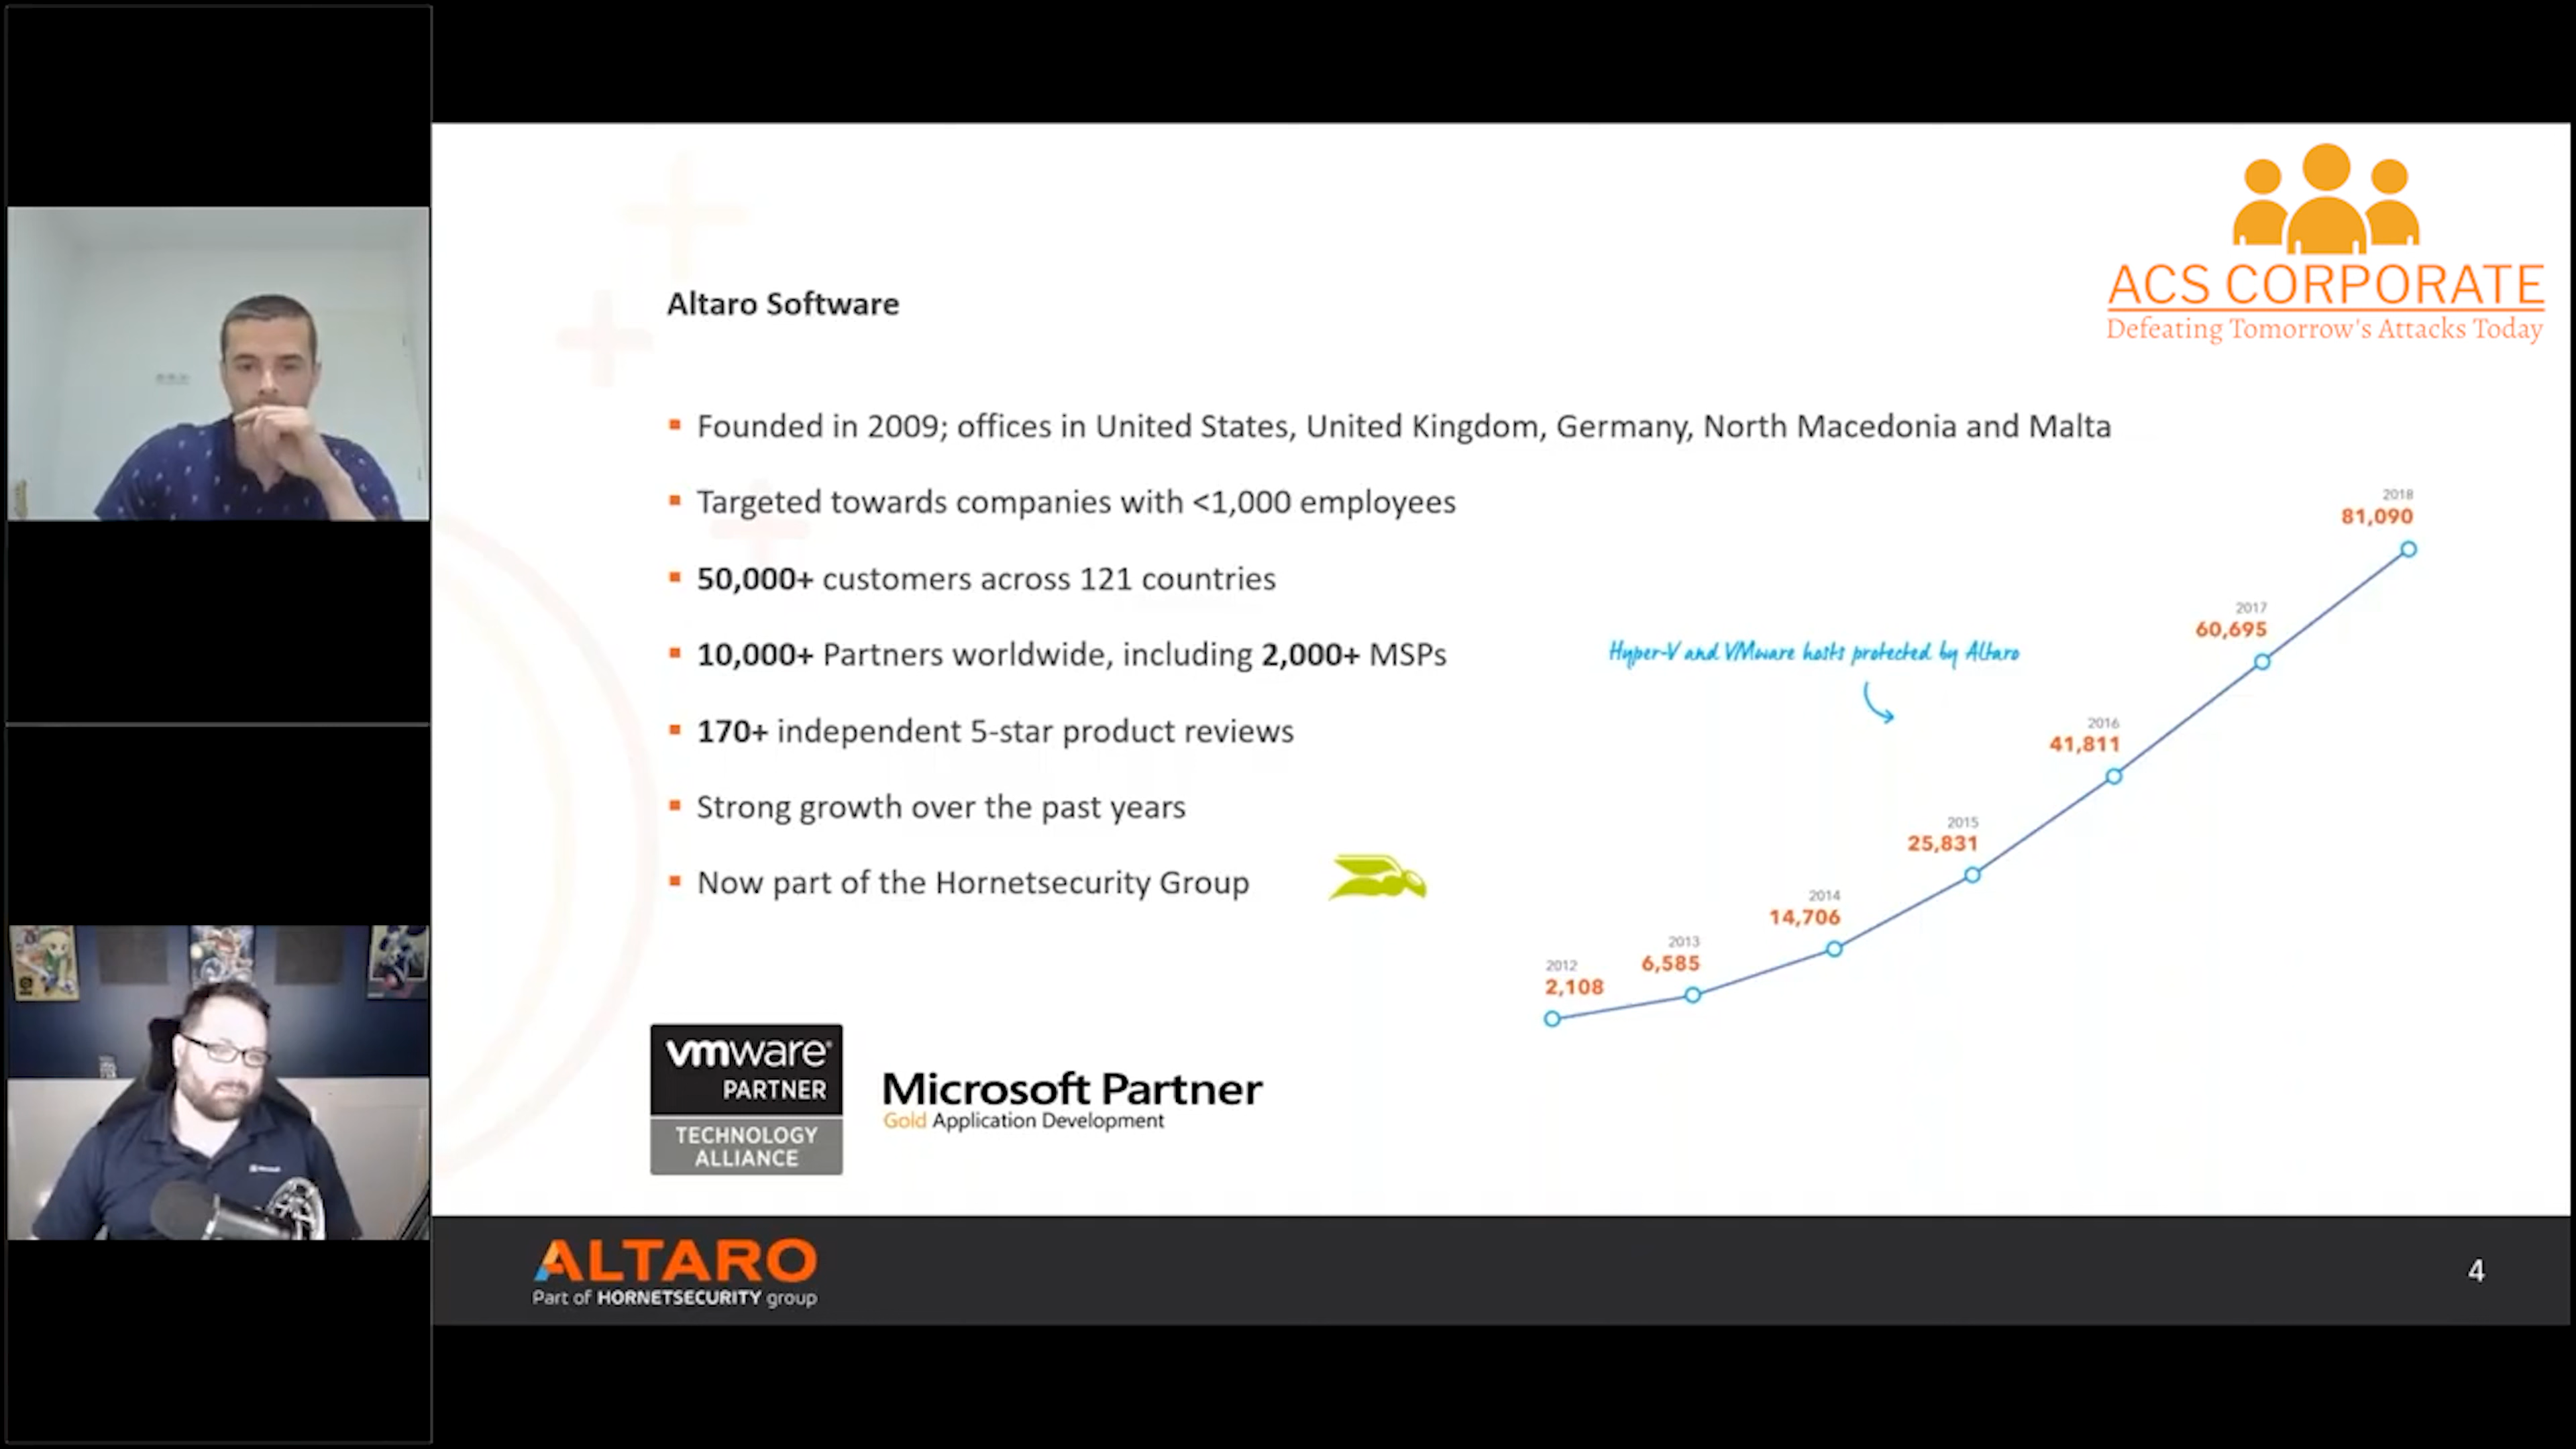 ACS CORPORATE
Defeating Tomorrow's Attacks Today
Altaro Software
Founded in 2009; offices in United States, United Kingdom, Germany, North Macedonia and Malta
Targeted towards companies with <1,000 employees
50,000+ customers across 121 countries
10,000+ Partners worldwide, including 2,000+ MSPs
170+ independent 5-star product reviews
Strong growth over the past years
Now part of the Hornetsecurity Group
Hyper-V and VMware hosts protected by Altaro
2012
2,108
2013
6,585
2014
14,706
2015
25,831
2016
41,811
2017
60,695
2018
81,090
vmware®
PARTNER
TECHNOLOGY
ALLIANCE
Microsoft Partner
Gold Application Development
ALTARO
Part of HORNETSECURITY group
4